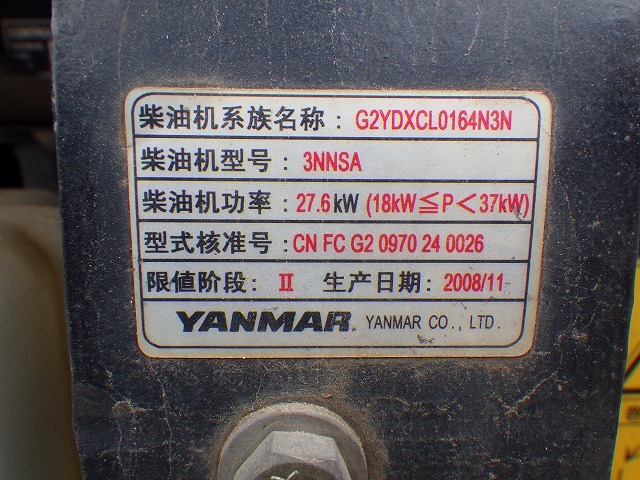 柴油机系族名称：G2YDXCL0164N3N
柴油机型号：3NNSA
柴油机功率：27.6kW (18kW≦P＜37kW)
型式核准号：CN FC G2 0970 24 0026
限值阶段：Ⅱ 生产日期：2008/11
YANMAR YANMAR CO., LTD.